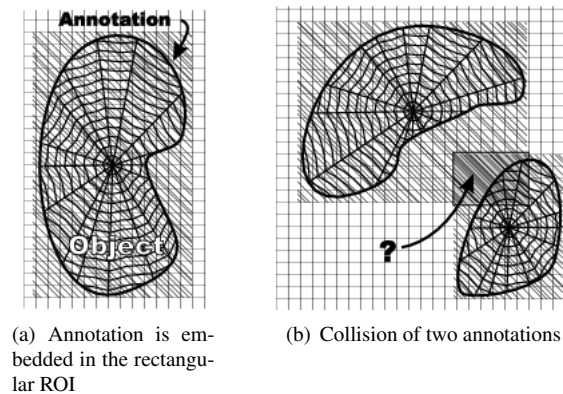 Annotation
Object
?
(a) Annotation is em-
bedded in the rectangu-
lar ROI
(b) Collision of two annotations